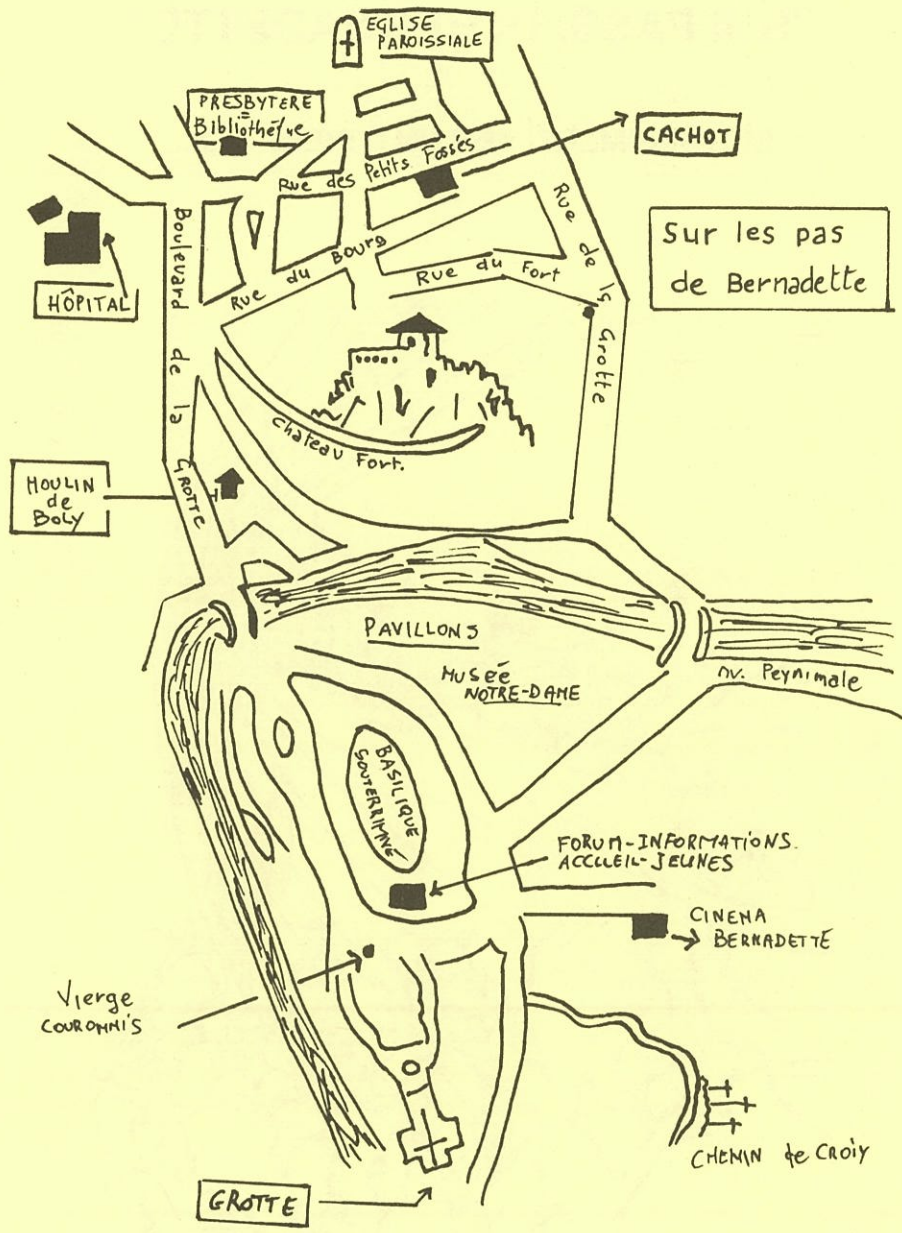 EGLISE
PAROISSIALE
PRESBYTERE
=
Bibliothèque
CACHOT
Rue des Petits Fossés
Sur les pas
de Bernadette
HÔPITAL
Boulevard de la GROTTE
Rue du Bourg
Rue du Fort
Rue de la Grotte
Chateau Fort.
MOULIN
de
BOLY
PAVILLONS
MUSÉE
NOTRE-DAME
Av. Peynimale
BASILIQUE
SOUTERRAINE
FORUM-INFORMATIONS.
ACCUEIL-JEUNES
CINEMA
BERNADETTE
Vierge
COURONNIS
CHEMIN de CROIX
GROTTE